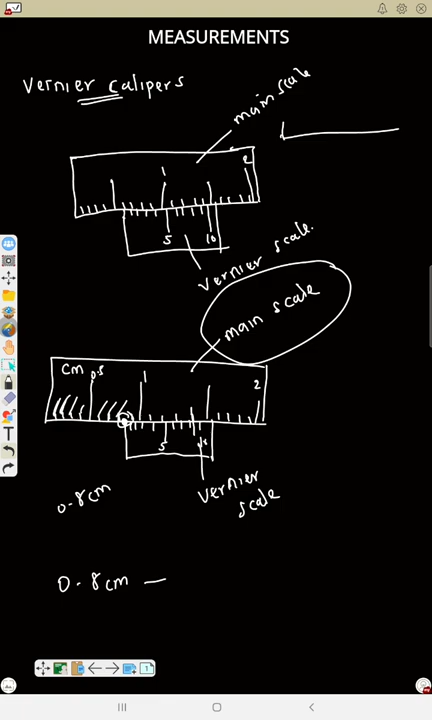 MEASUREMENTS
Vernier Calipers
main scale
1
2
5
10
Vernier scale.
main scale
cm 0.5
1
2
5
10
Vernier
scale
0.8cm
0.8cm —